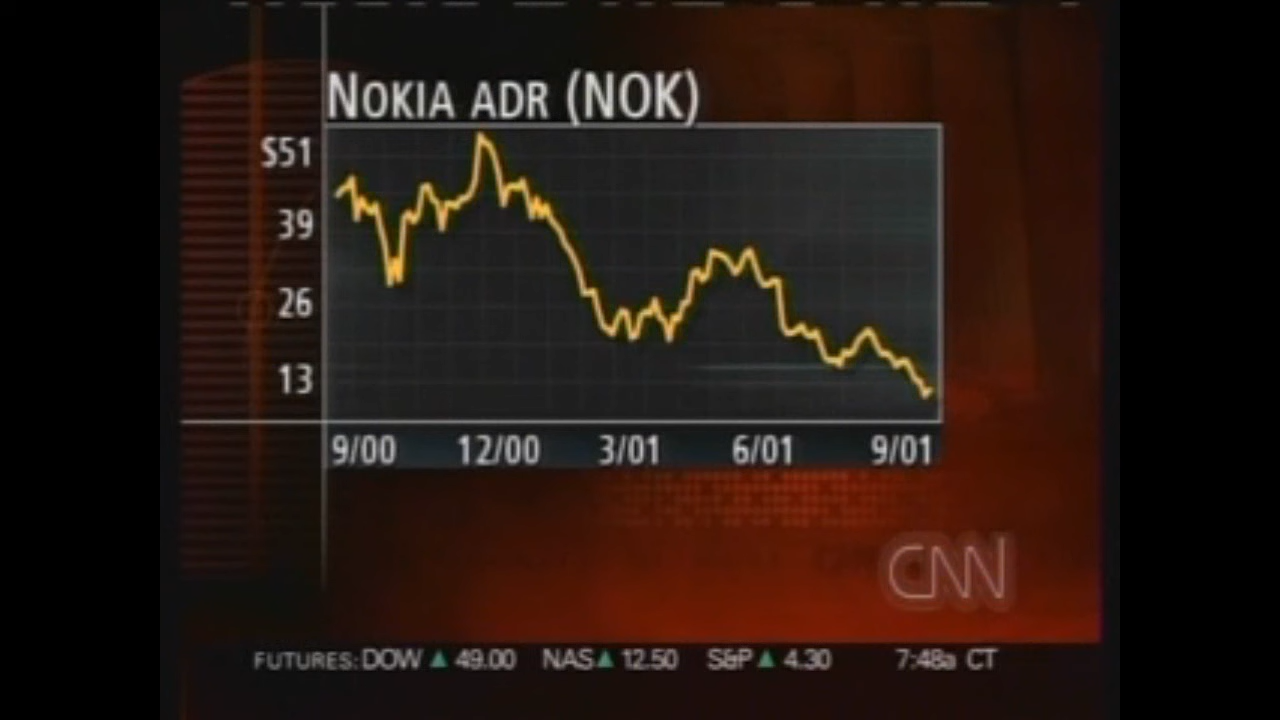 NOKIA ADR (NOK)
$51
39
26
13
9/00 12/00 3/01 6/01 9/01
CNN
FUTURES: DOW ▲ 49.00 NAS ▲ 12.50 S&P ▲ 4.30 7:48a CT